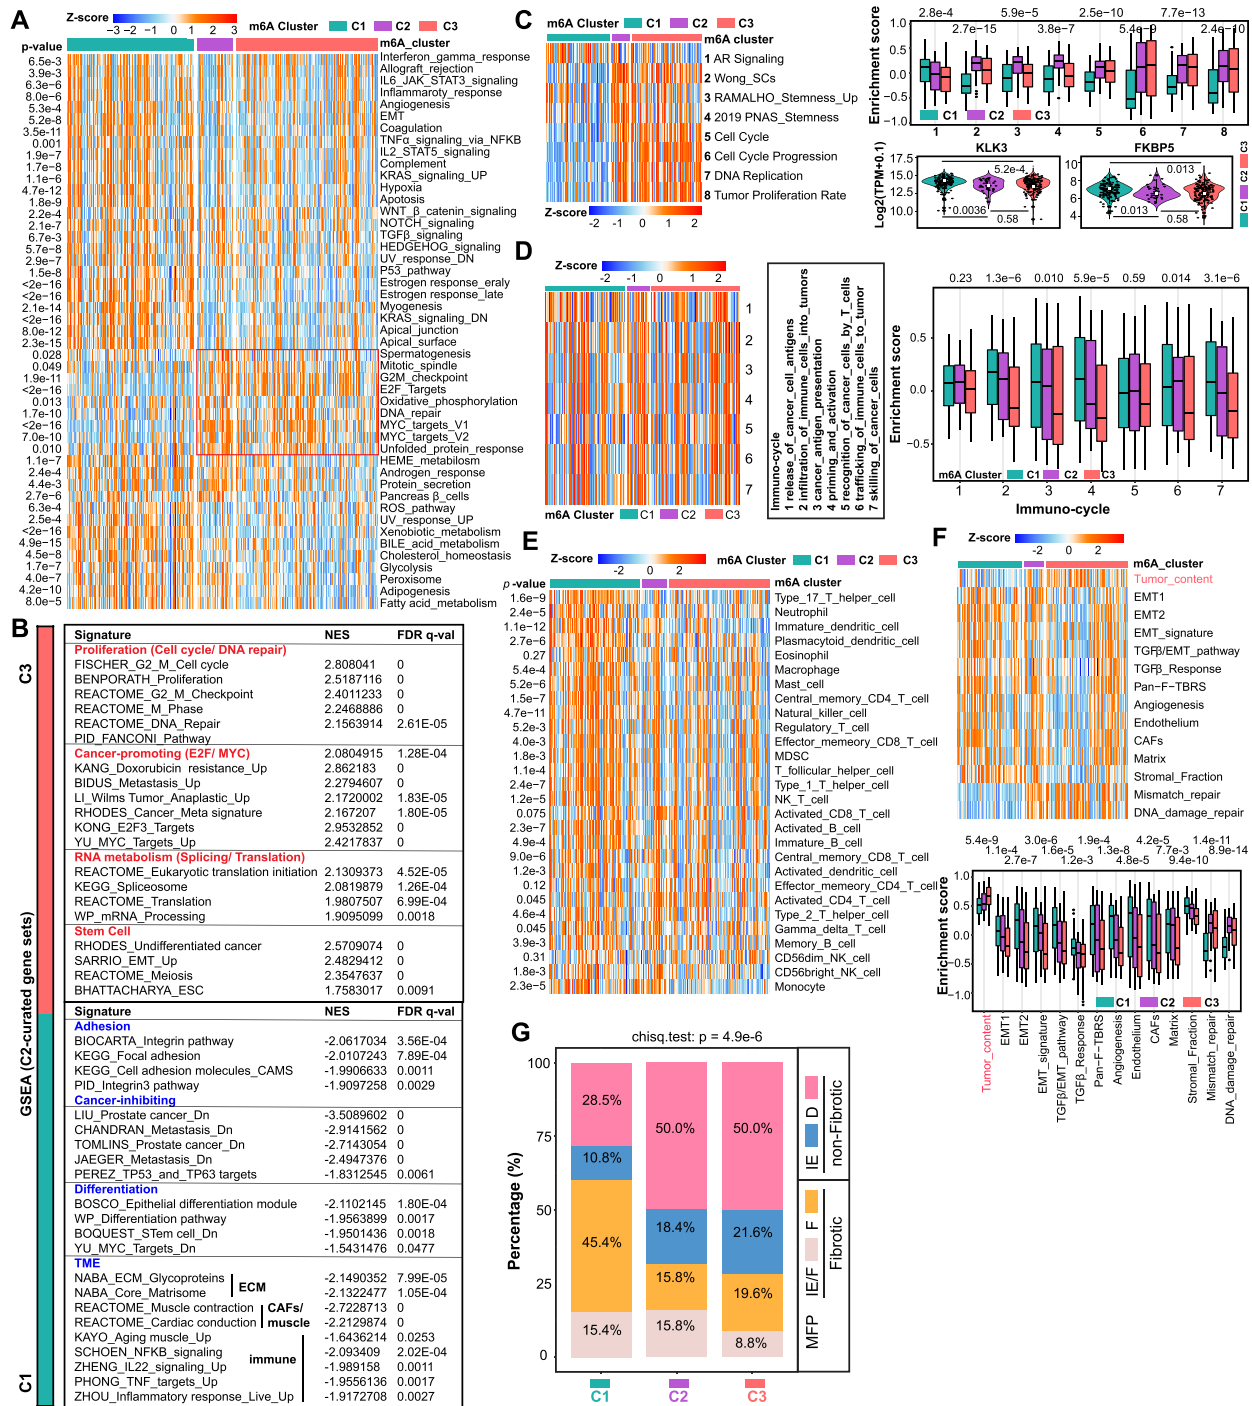 A
Z-score
−3 −2 −1 0 1 2 3
m6A Cluster C1 C2 C3
p-value m6A_cluster
6.5e-3 Interferon_gamma_response
3.9e-3 Allograft_rejection
6.3e-6 IL6_JAK_STAT3_signaling
8.0e-6 Inflammaroty_response
5.3e-4 Angiogenesis
5.2e-8 EMT
3.5e-11 Coagulation
0.001 TNFα_signaling_via_NFKB
1.9e-7 IL2_STAT5_signaling
1.7e-8 Complement
1.1e-6 KRAS_signaling_UP
4.7e-12 Hypoxia
1.8e-9 Apotosis
2.2e-4 WNT_β_catenin_signaling
2.1e-7 NOTCH_signaling
6.7e-3 TGFβ_signaling
5.7e-8 HEDGEHOG_signaling
2.9e-7 UV_response_DN
1.5e-8 P53_pathway
<2e-16 Estrogen response_eraly
<2e-16 Estrogen response_late
2.1e-14 Myogenesis
<2e-16 KRAS_signaling_DN
8.0e-12 Apical_junction
2.3e-15 Apical_surface
0.028 Spermatogenesis
0.049 Mitotic_spindle
1.9e-11 G2M_checkpoint
<2e-16 E2F_Targets
0.013 Oxidative_phosphorylation
1.7e-10 DNA_repair
<2e-16 MYC_targets_V1
7.0e-10 MYC_targets_V2
0.010 Unfolded_protein_response
1.1e-7 HEME_metabilosm
2.4e-4 Androgen_response
4.4e-3 Protein_secretion
2.7e-6 Pancreas β_cells
6.3e-4 ROS_pathway
2.5e-4 UV_response_UP
<2e-16 Xenobiotic_metabolism
4.9e-15 BILE_acid_metabolism
4.5e-8 Cholesterol_homeostasis
1.7e-7 Glycolysis
4.0e-7 Peroxisome
4.2e-10 Adipogenesis
8.0e-5 Fatty acid_metabolism
B
C3
GSEA (C2-curated gene sets)
C1
Signature NES FDR q-val
Proliferation (Cell cycle/ DNA repair)
FISCHER_G2_M_Cell cycle 2.808041 0
BENPORATH_Proliferation 2.5187116 0
REACTOME_G2_M_Checkpoint 2.4011233 0
REACTOME_M_Phase 2.2468886 0
REACTOME_DNA_Repair 2.1563914 2.61E-05
PID_FANCONI_Pathway
Cancer-promoting (E2F/ MYC) 2.0804915 1.28E-04
KANG_Doxorubicin resistance_Up 2.862183 0
BIDUS_Metastasis_Up 2.2794607 0
LI_Wilms Tumor_Anaplastic_Up 2.1720002 1.83E-05
RHODES_Cancer_Meta signature 2.167207 1.80E-05
KONG_E2F3_Targets 2.9532852 0
YU_MYC_Targets_Up 2.4217837 0
RNA metabolism (Splicing/ Translation)
REACTOME_Eukaryotic translation initiation 2.1309373 4.52E-05
KEGG_Spliceosome 2.0819879 1.26E-04
REACTOME_Translation 1.9807507 6.99E-04
WP_mRNA_Processing 1.9095099 0.0018
Stem Cell
RHODES_Undifferentiated cancer 2.5709074 0
SARRIO_EMT_Up 2.4829412 0
REACTOME_Meiosis 2.3547637 0
BHATTACHARYA_ESC 1.7583017 0.0091
Signature NES FDR q-val
Adhesion
BIOCARTA_Integrin pathway -2.0617034 3.56E-04
KEGG_Focal adhesion -2.0107243 7.89E-04
KEGG_Cell adhesion molecules_CAMS -1.9906633 0.0011
PID_Integrin3 pathway -1.9097258 0.0029
Cancer-inhibiting
LIU_Prostate cancer_Dn -3.5089602 0
CHANDRAN_Metastasis_Dn -2.9141562 0
TOMLINS_Prostate cancer_Dn -2.7143054 0
JAEGER_Metastasis_Dn -2.4947376 0
PEREZ_TP53_and TP63 targets -1.8312545 0.0061
Differentiation
BOSCO_Epithelial differentiation module -2.1102145 1.80E-04
WP_Differentiation pathway -1.9563899 0.0017
BOQUEST_STem cell_Dn -1.9501436 0.0018
YU_MYC_Targets_Dn -1.5431476 0.0477
TME
NABA_ECM_Glycoproteins -2.1490352 7.99E-05
ECM
NABA_Core_Matrisome -2.1322477 1.05E-04
REACTOME_Muscle contraction CAFs/ -2.7228713 0
REACTOME_Cardiac conduction muscle -2.2129874 0
KAYO_Aging muscle_Up -1.6436214 0.0253
SCHOEN_NFKB_signaling -2.093409 2.02E-04
immune
ZHENG_IL22_signaling_Up -1.989158 0.0011
PHONG_TNF_targets_Up -1.9556136 0.0017
ZHOU_Inflammatory response_Live_Up -1.9172708 0.0027
C
m6A Cluster C1 C2 C3
m6A cluster
1 AR Signaling
2 Wong_SCs
3 RAMALHO_Stemness_Up
4 2019 PNAS_Stemness
5 Cell Cycle
6 Cell Cycle Progression
7 DNA Replication
8 Tumor Proliferation Rate
Z-score
-2 -1 0 1 2
2.8e-4 5.9e-5 2.5e-10 7.7e-13
2.7e-15 3.8e-7 5.4e-9 2.4e-10
Enrichment score
1.0
0.5
0.0
−0.5
-1.0
C1 C2 C3
1 2 3 4 5 6 7 8
KLK3 FKBP5
Log2(TPM+0.1)
17.5
15.0
12.5
10.0
5.2e-4
0.0036
0.58
10
8
6
4
0.013
0.013
0.58
C1 C2 C3
D
Z-score
-2 -1 0 1 2
1
2
3
4
5
6
7
m6A Cluster C1 C2 C3
Immuno-cycle
1 release_of_cancer_cell_antigens
2 infiltration_of_immune_cells_into_tumors
3 cancer_antigen_presentation
4 priming_and_activation
5 recognition_of_cancer_cells_by_T_cells
6 trafficking_of_immune_cells_to_tumor
7 skilling_of_cancer_cells
0.23 1.3e-6 0.010 5.9e-5 0.59 0.014 3.1e-6
Enrichment score
0.5
0.0
−0.5
m6A Cluster C1 C2 C3
1 2 3 4 5 6 7
Immuno-cycle
E
Z-score
-2 0 2
m6A Cluster C1 C2 C3
p -value m6A cluster
1.6e-9 Type_17_T_helper_cell
2.4e-5 Neutrophil
1.1e-12 Immature_dendritic_cell
2.7e-6 Plasmacytoid_dendritic_cell
0.27 Eosinophil
5.4e-4 Macrophage
5.2e-6 Mast_cell
1.5e-7 Central_memory_CD4_T_cell
4.7e-11 Natural_killer_cell
5.2e-3 Regulatory_T_cell
4.0e-3 Effector_memeory_CD8_T_cell
1.8e-3 MDSC
1.1e-4 T_follicular_helper_cell
2.4e-7 Type_1_T_helper_cell
1.2e-5 NK_T_cell
0.075 Activated_CD8_T_cell
2.3e-7 Activated_B_cell
4.9e-4 Immature_B_cell
9.0e-6 Central_memory_CD8_T_cell
1.2e-3 Activated_dendritic_cell
0.12 Effector_memeory_CD4_T_cell
0.045 Activated_CD4_T_cell
4.6e-4 Type_2_T_helper_cell
0.045 Gamma_delta_T_cell
3.9e-3 Memory_B_cell
0.31 CD56dim_NK_cell
1.8e-3 CD56bright_NK_cell
2.3e-5 Monocyte
F
Z-score
-2 0 2
m6A Cluster C1 C2 C3
m6A_cluster
Tumor_content
EMT1
EMT2
EMT_signature
TGFβ/EMT_pathway
TGFβ_Response
Pan−F−TBRS
Angiogenesis
Endothelium
CAFs
Matrix
Stromal_Fraction
Mismatch_repair
DNA_damage_repair
5.4e-9 3.0e-6 1.9e-4 4.2e-5 1.4e-11
1.1e-4 1.6e-5 1.3e-8 7.7e-3 8.9e-14
2.7e-7 1.2e-3 4.8e-5 9.4e-10
Enrichment score
1.0
0.5
0.0
−0.5
−1.0
C1 C2 C3
Tumor_content
EMT1
EMT2
EMT_signature
TGFβ/EMT_pathway
TGFβ_Response
Pan−F−TBRS
Angiogenesis
Endothelium
CAFs
Matrix
Stromal_Fraction
Mismatch_repair
DNA_damage_repair
G
chisq.test: p = 4.9e-6
Percentage (%)
100
75
50
25
0
28.5%
10.8%
45.4%
15.4%
50.0%
18.4%
15.8%
15.8%
50.0%
21.6%
19.6%
8.8%
C1 C2 C3
MFP IE/F F IE D
Fibrotic non-Fibrotic